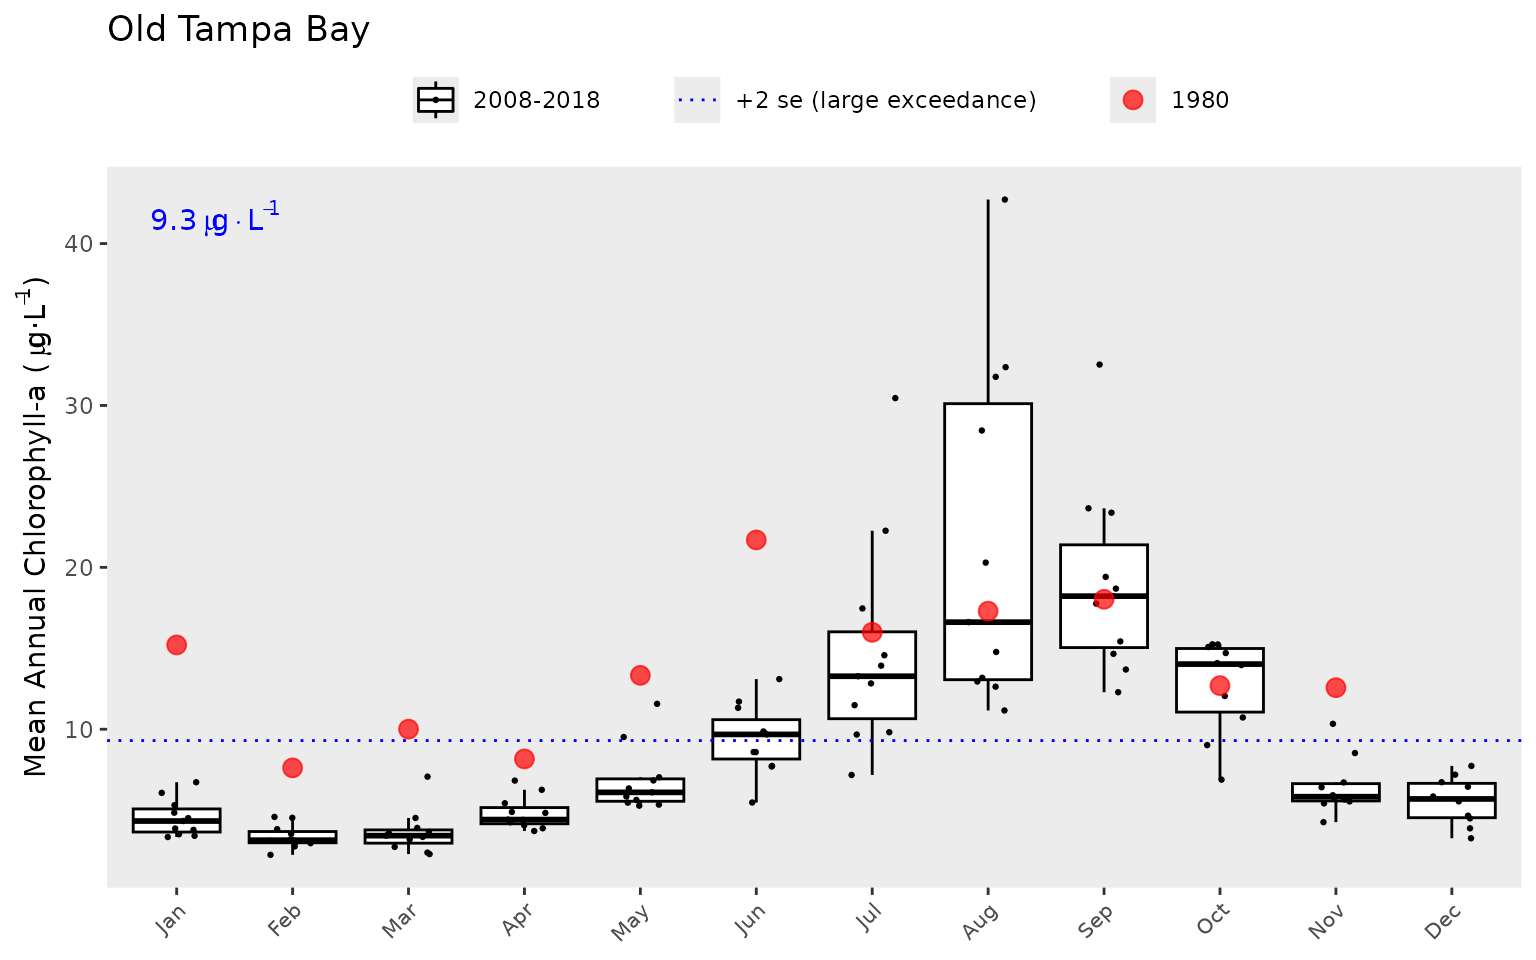 Old Tampa Bay
2008-2018
+2 se (large exceedance)
1980
9.3 μg·L⁻¹
Mean Annual Chlorophyll-a (μg·L⁻¹)
40
30
20
10
Jan
Feb
Mar
Apr
May
Jun
Jul
Aug
Sep
Oct
Nov
Dec